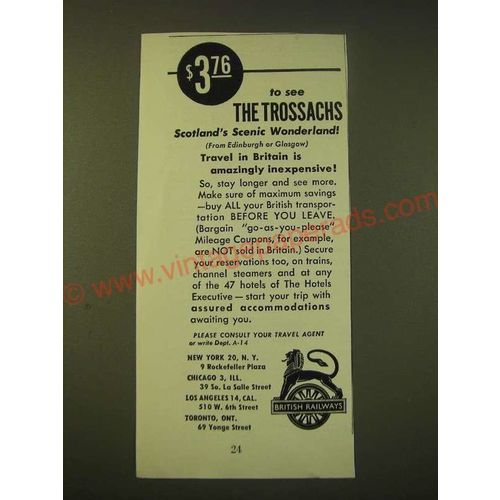 $3.76
to see
THE TROSSACHS
Scotland's Scenic Wonderland!
(From Edinburgh or Glasgow)
Travel in Britain is
amazingly inexpensive!
So, stay longer and see more.
Make sure of maximum savings
—buy ALL your British transpor-
tation BEFORE YOU LEAVE.
(Bargain "go-as-you-please"
Mileage Coupons, for example,
are NOT sold in Britain.) Secure
your reservations too, on trains,
channel steamers and at any
of the 47 hotels of The Hotels
Executive — start your trip with
assured accommodations
awaiting you.
PLEASE CONSULT YOUR TRAVEL AGENT
or write Dept. A-14
NEW YORK 20, N. Y.
9 Rockefeller Plaza
CHICAGO 3, ILL.
39 So. La Salle Street
LOS ANGELES 14, CAL.
510 W. 6th Street
TORONTO, ONT.
69 Yonge Street
BRITISH RAILWAYS
24
© www.vintagepaperads.com